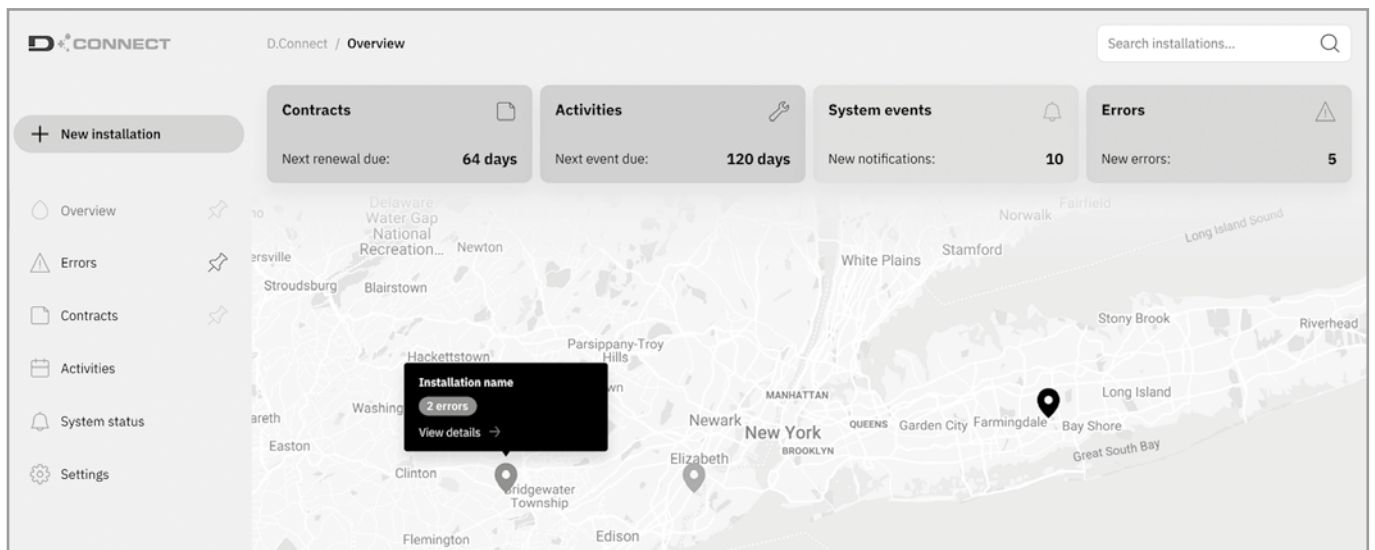 D CONNECT
D.Connect / Overview
Search installations...
New installation
Overview
Errors
Contracts
Activities
System status
Settings
Contracts
Next renewal due: 64 days
Activities
Next event due: 120 days
System events
New notifications: 10
Errors
New errors: 5
Delaware
Water Gap
National
Recreation...
Newton
ersville
Stroudsburg
Blairstown
Fairfield
Norwalk
Long Island Sound
Stamford
White Plains
Stony Brook
Riverhead
Parsippany-Troy
Hills
Hackettstown
Installation name
2 errors
View details
wn
Washing
areth
Easton
MANHATTAN
Long Island
Newark
New York
QUEENS
Garden City
Farmingdale
Bay Shore
BROOKLYN
Great South Bay
Elizabeth
Clinton
Bridgewater
Township
Flemington
Edison